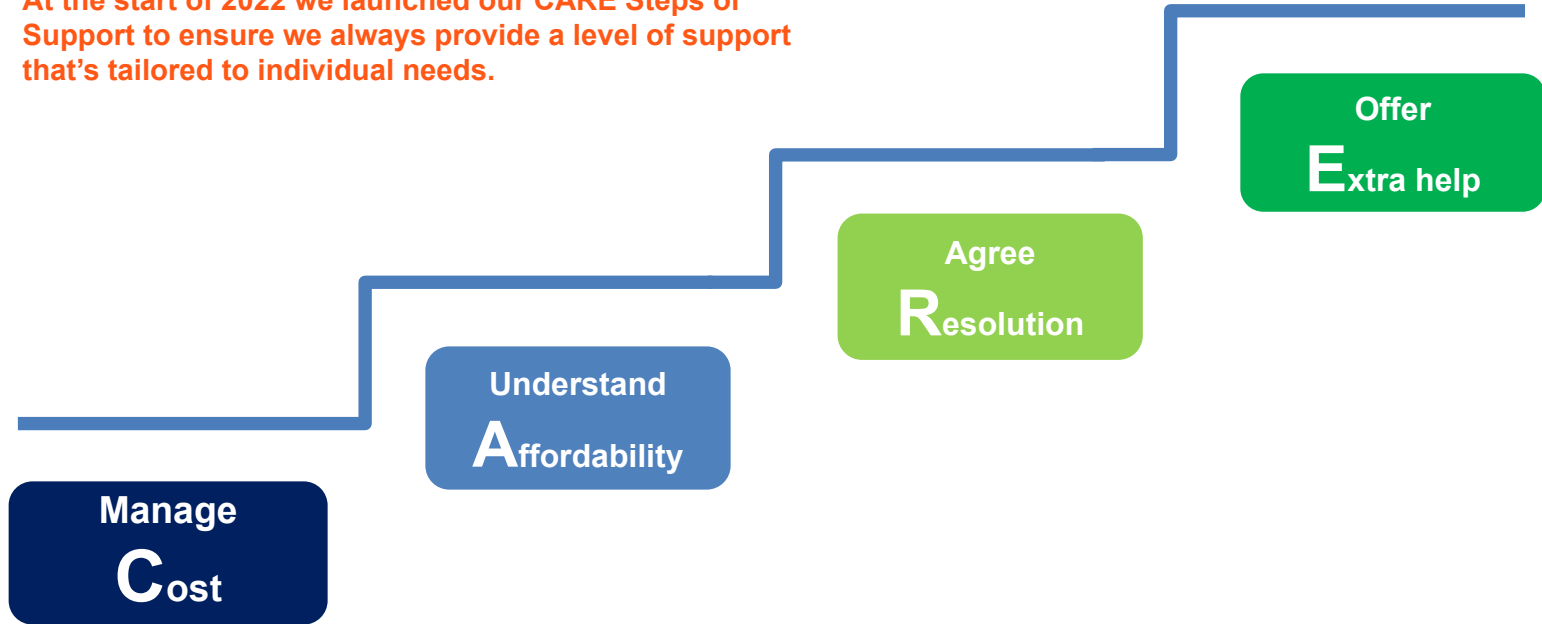 At the start of 2022 we launched our CARE Steps of
Support to ensure we always provide a level of support
that's tailored to individual needs.
Offer
Extra help
Agree
Resolution
Understand
Affordability
Manage
Cost